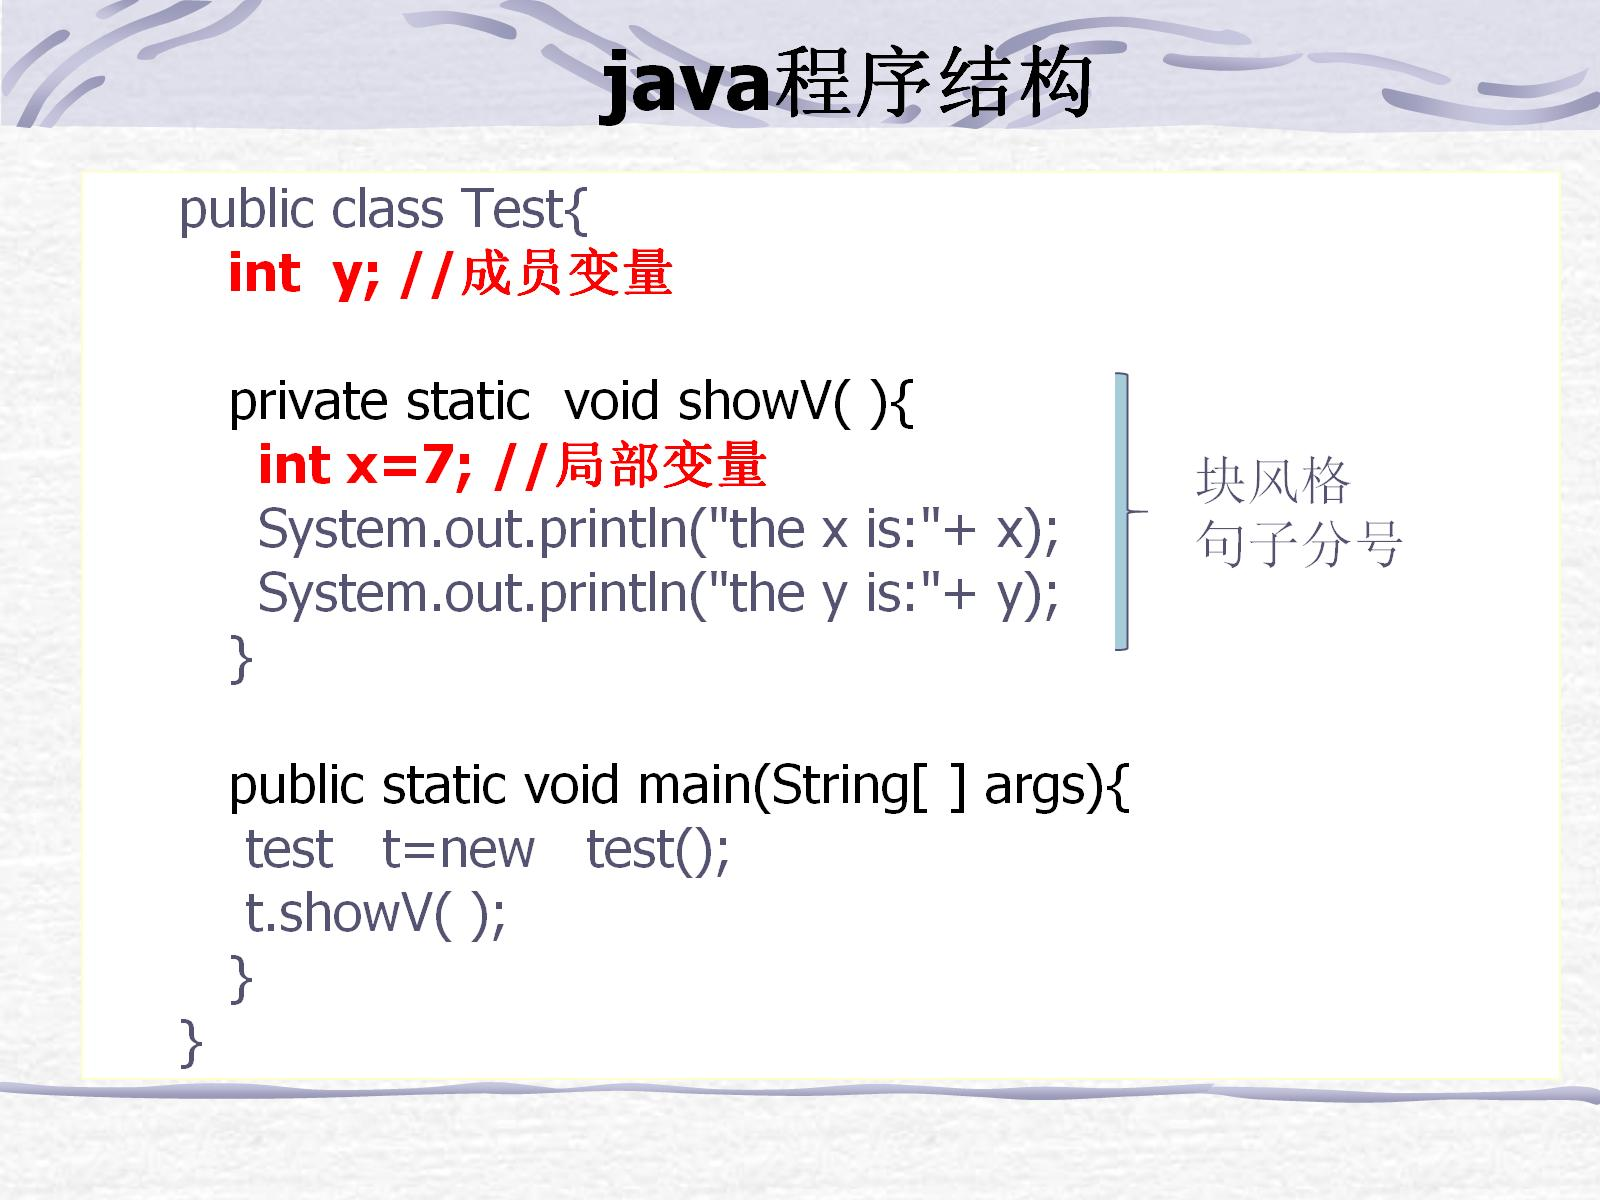 java程序结构
public class Test{
int  y; //成员变量
private static  void showV( ){
int x=7; //局部变量
System.out.println("the x is:"+ x);
System.out.println("the y is:"+ y);
}
块风格
句子分号
public static void main(String[ ] args){
test   t=new   test();
t.showV( );
}
}